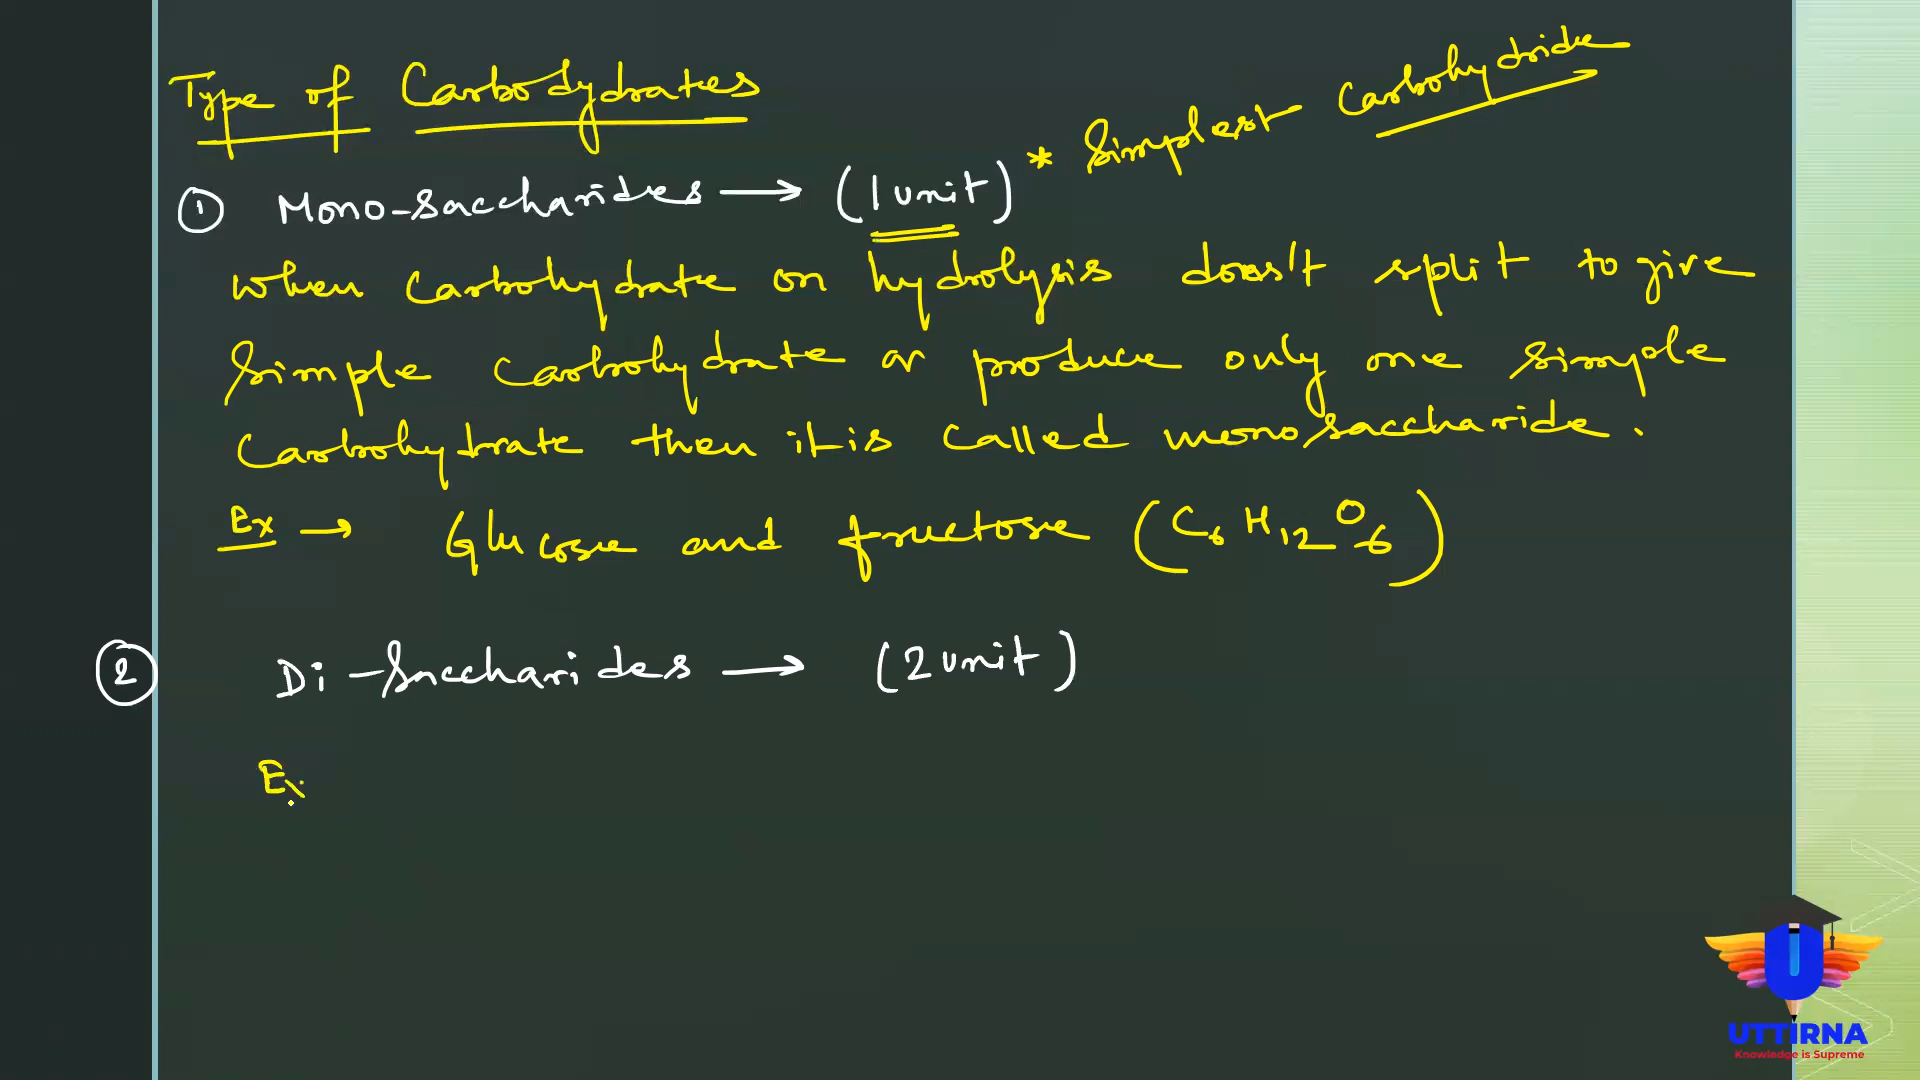 Type of Carbodydrates
* Simplest Carbohydride
① Mono-Saccharides → (1 unit)
when carbohydrate on hydrolysis does't split to give
Simple Carbohydrate or produce only one simple
Carbohydrate then it is called monosaccharide.
Ex → Glucose and fructose (C6H12O6)
② Di-Saccharides → (2 unit)
Ex
UTTIRNA
Knowledge is Supreme